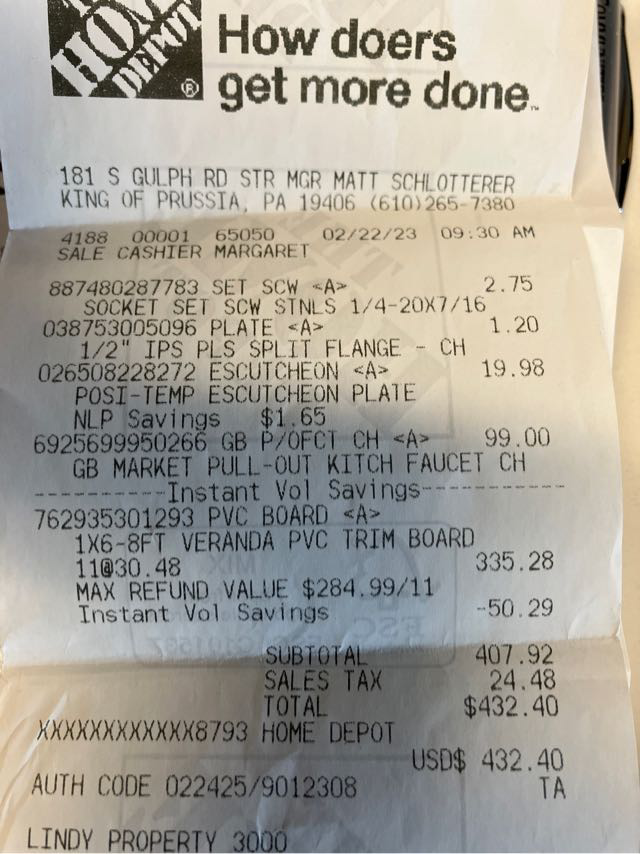 HOME
DEPOT
®
How doers
get more done™
181 S GULPH RD STR MGR MATT SCHLOTTERER
KING OF PRUSSIA, PA 19406 (610)265-7380
4188 00001 65050 02/22/23 09:30 AM
SALE CASHIER MARGARET
887480287783 SET SCW <A> 2.75
SOCKET SET SCW STNLS 1/4-20X7/16
038753005096 PLATE <A> 1.20
1/2" IPS PLS SPLIT FLANGE - CH
026508228272 ESCUTCHEON <A> 19.98
POSI-TEMP ESCUTCHEON PLATE
NLP Savings $1.65
6925699950266 GB P/OFCT CH <A> 99.00
GB MARKET PULL-OUT KITCH FAUCET CH
----------Instant Vol Savings-----------
762935301293 PVC BOARD <A>
1X6-8FT VERANDA PVC TRIM BOARD
11@30.48 335.28
MAX REFUND VALUE $284.99/11
Instant Vol Savings -50.29
SUBTOTAL 407.92
SALES TAX 24.48
TOTAL $432.40
XXXXXXXXXXXX8793 HOME DEPOT
USD$ 432.40
AUTH CODE 022425/9012308 TA
LINDY PROPERTY 3000